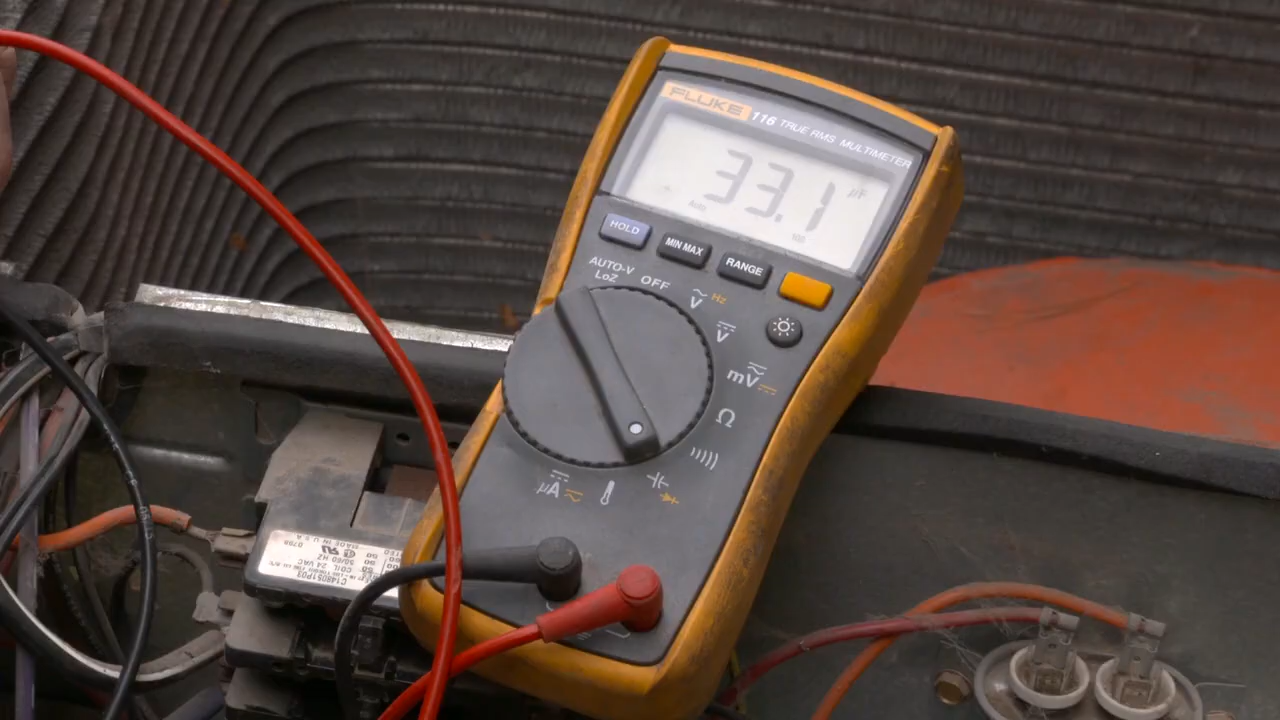 FLUKE 116 TRUE RMS MULTIMETER
33.1 µF
Auto
HOLD
MIN MAX
RANGE
AUTO-V
LoZ
OFF
V Hz
V
mV
Ω
µA
COIL 24 VAC
50/60 HZ
MADE IN U.S.A.